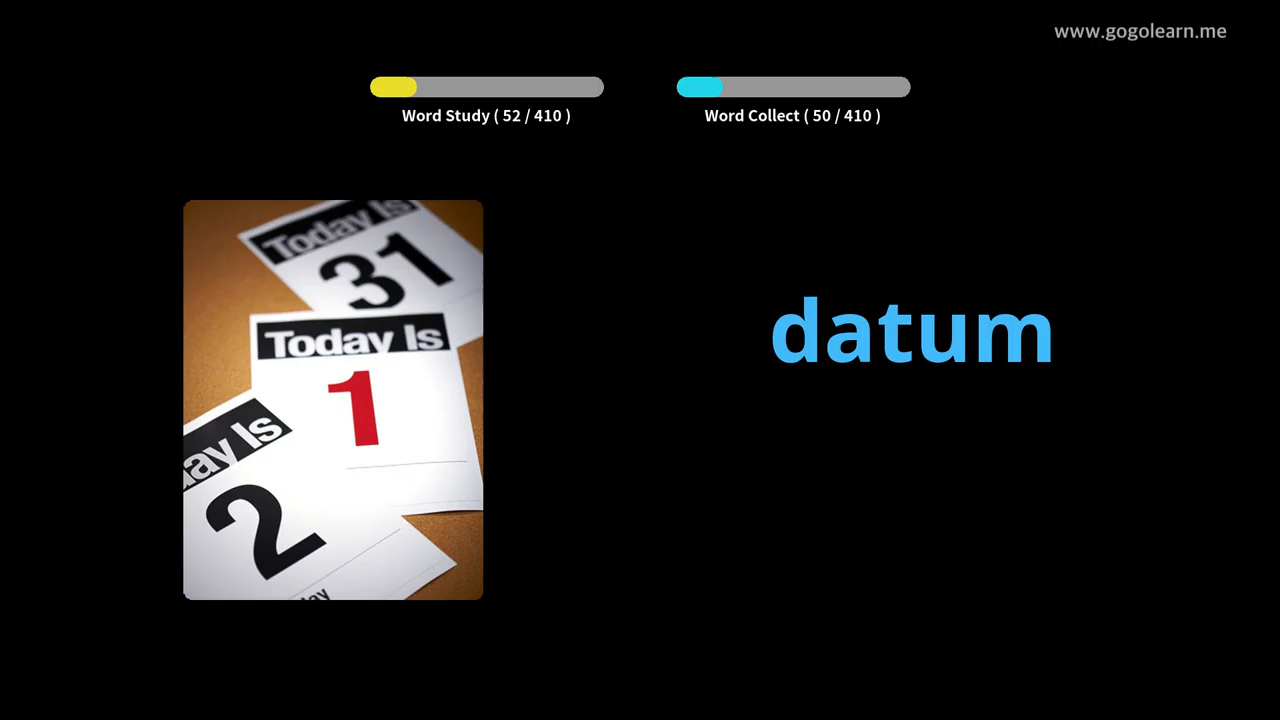 www.gogolearn.me
Word Study ( 52 / 410 )
Word Collect ( 50 / 410 )
Today Is
31
Today Is
1
ay Is
2
ay
datum